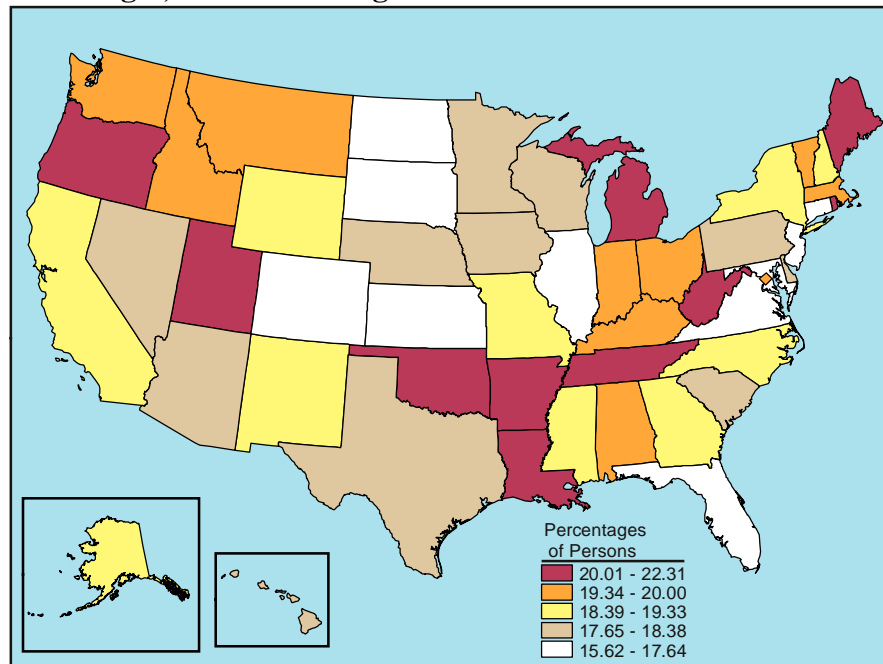 Percentages
of Persons
20.01 - 22.31
19.34 - 20.00
18.39 - 19.33
17.65 - 18.38
15.62 - 17.64